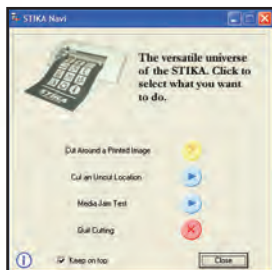 STIKA Navi
The versatile universe
of the STIKA. Click to
select what you want
to do.
Cut Around a Printed Image
Cut an Uncut Location
Media Jam Test
Quit Cutting
Keep on top
Close